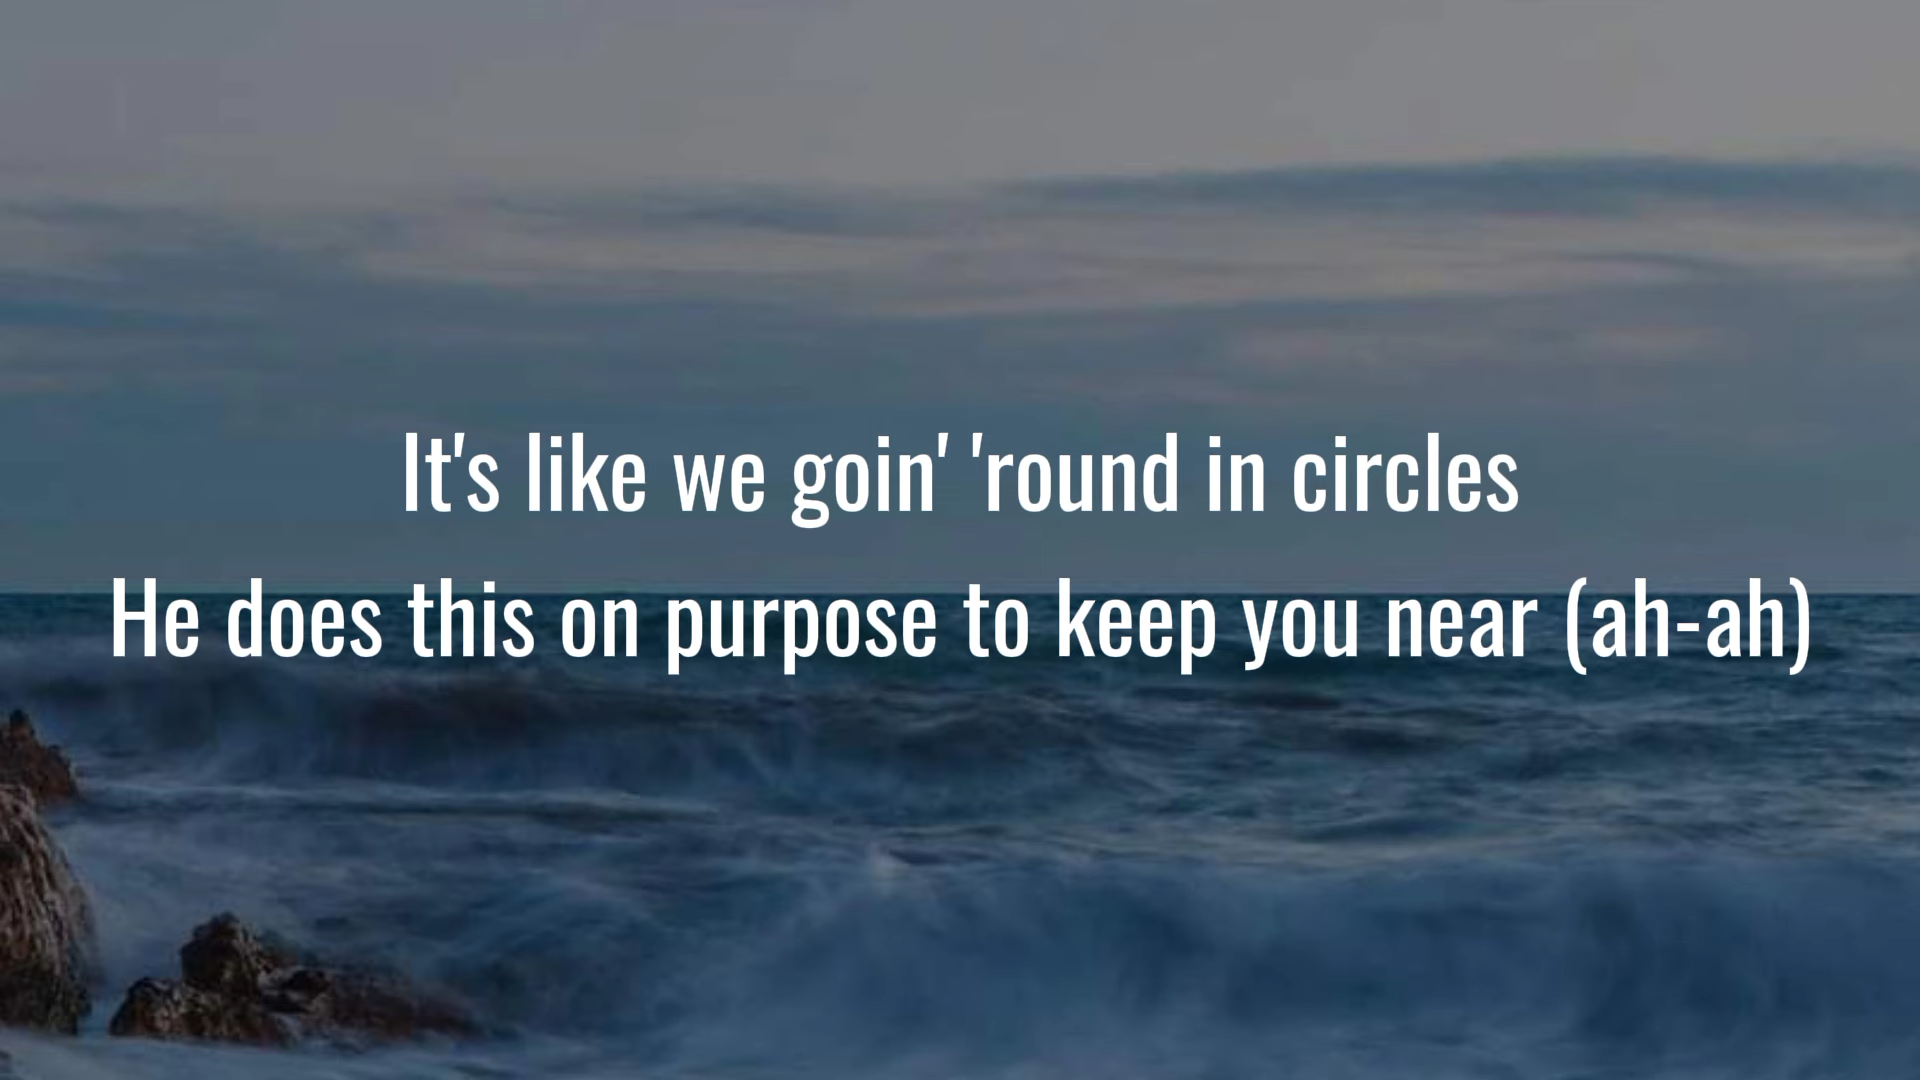 It's like we goin' 'round in circles
He does this on purpose to keep you near (ah-ah)